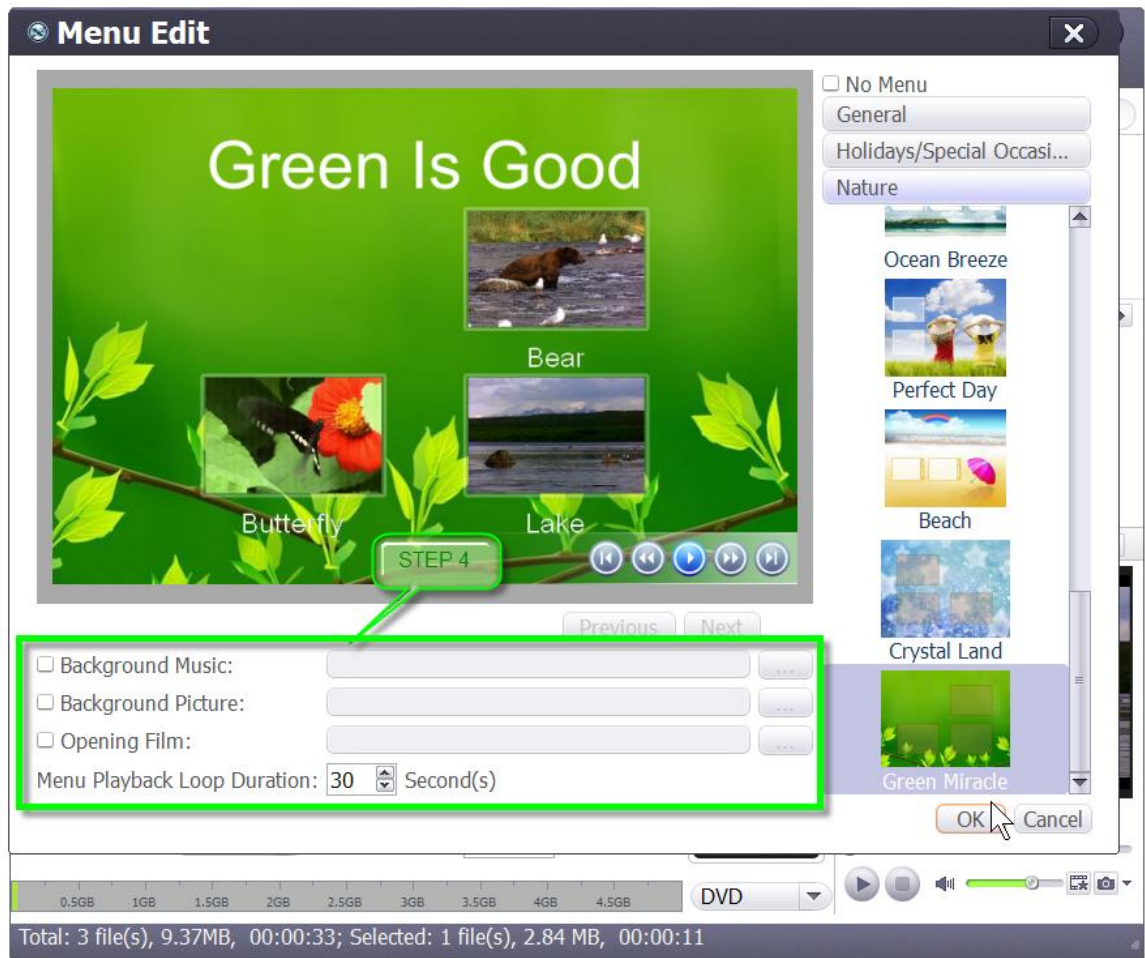 Menu Edit
No Menu
General
Holidays/Special Occasi...
Nature
Green Is Good
Bear
Butterfly
Lake
STEP 4
Ocean Breeze
Perfect Day
Beach
Crystal Land
Green Miracle
Previous Next
Background Music: ...
Background Picture: ...
Opening Film: ...
Menu Playback Loop Duration: 30 Second(s)
OK Cancel
0.5GB 1GB 1.5GB 2GB 2.5GB 3GB 3.5GB 4GB 4.5GB
DVD
Total: 3 file(s), 9.37MB, 00:00:33; Selected: 1 file(s), 2.84 MB, 00:00:11